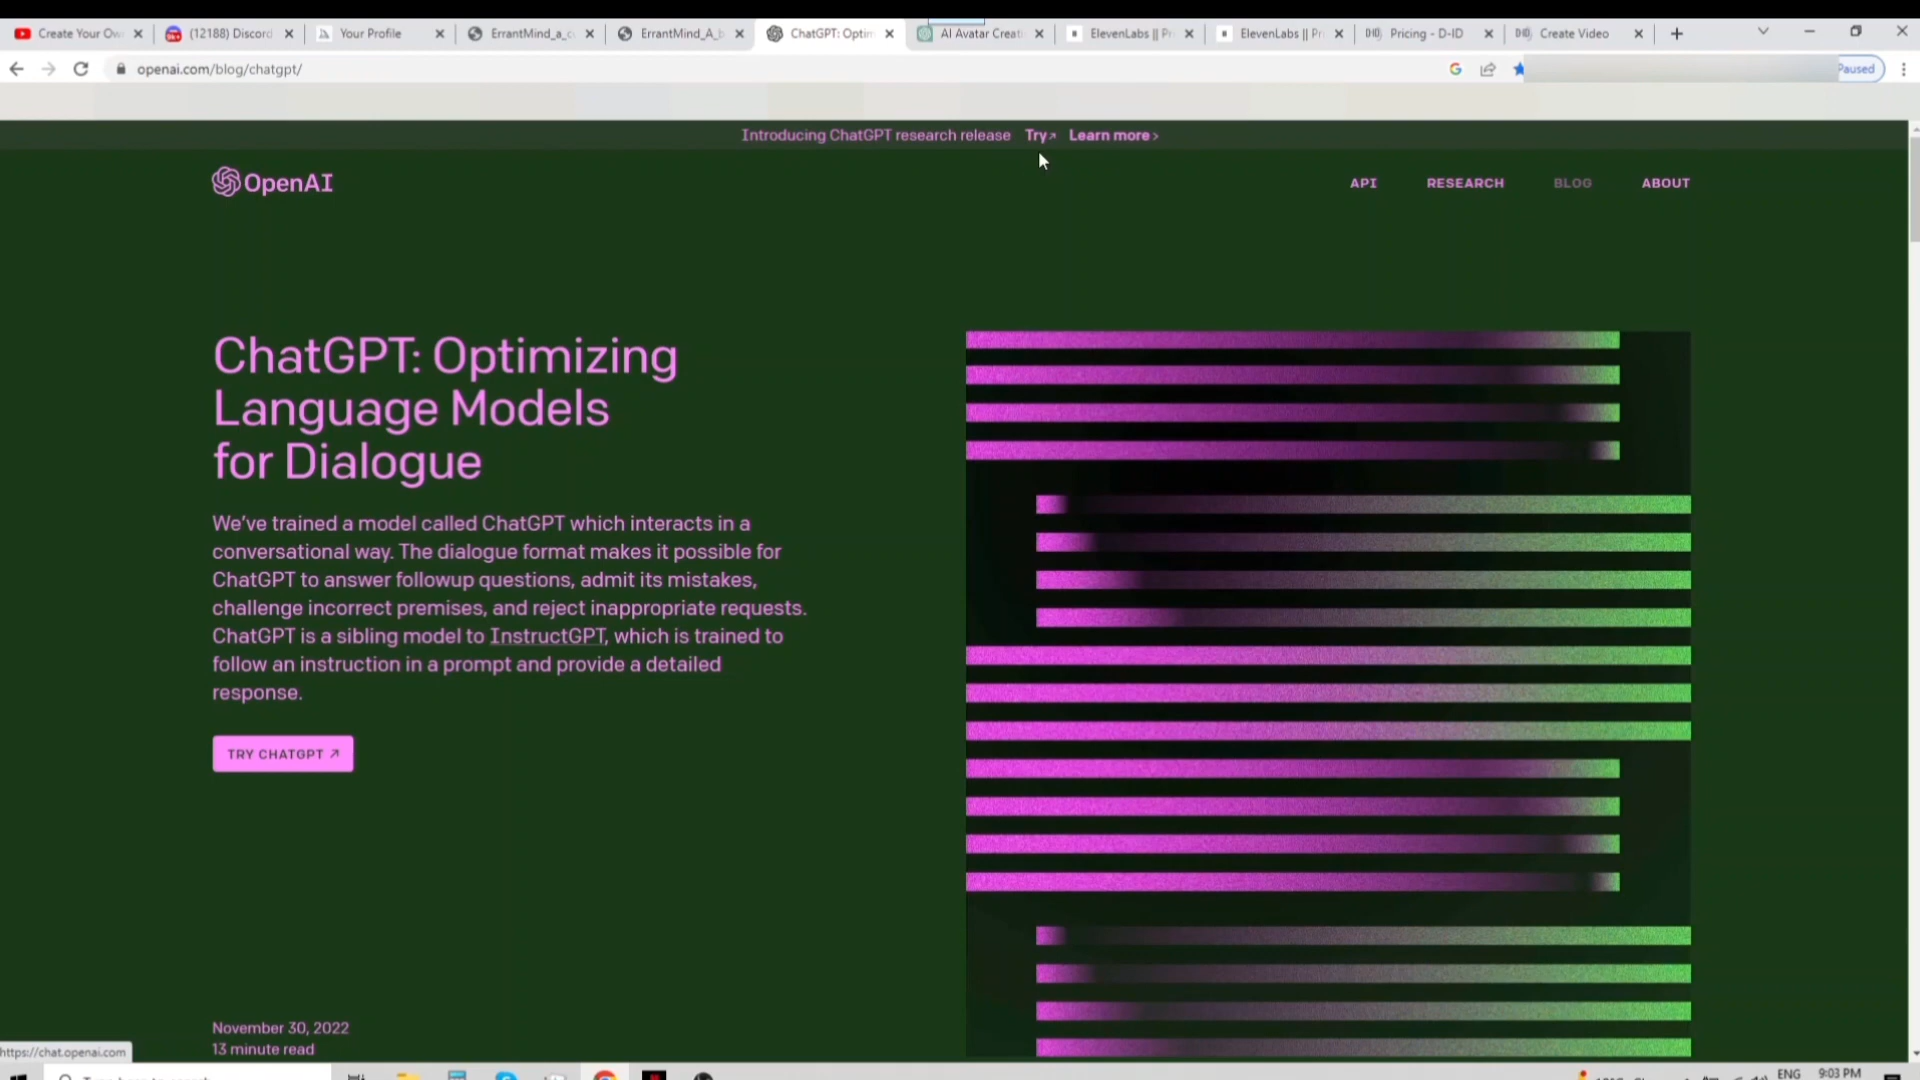 Create Your Ow
(12188) Discord
Your Profile
ErrantMind_a_c
ErrantMind_A_b
ChatGPT: Optim
AI Avatar Creati
ElevenLabs || Pr
ElevenLabs || Pr
Pricing - D-ID
Create Video
openai.com/blog/chatgpt/
Paused
Introducing ChatGPT research release Try↗ Learn more ›
OpenAI
API RESEARCH BLOG ABOUT
ChatGPT: Optimizing
Language Models
for Dialogue
We’ve trained a model called ChatGPT which interacts in a
conversational way. The dialogue format makes it possible for
ChatGPT to answer followup questions, admit its mistakes,
challenge incorrect premises, and reject inappropriate requests.
ChatGPT is a sibling model to InstructGPT, which is trained to
follow an instruction in a prompt and provide a detailed
response.
TRY CHATGPT ↗
November 30, 2022
13 minute read
https://chat.openai.com
ENG
9:03 PM